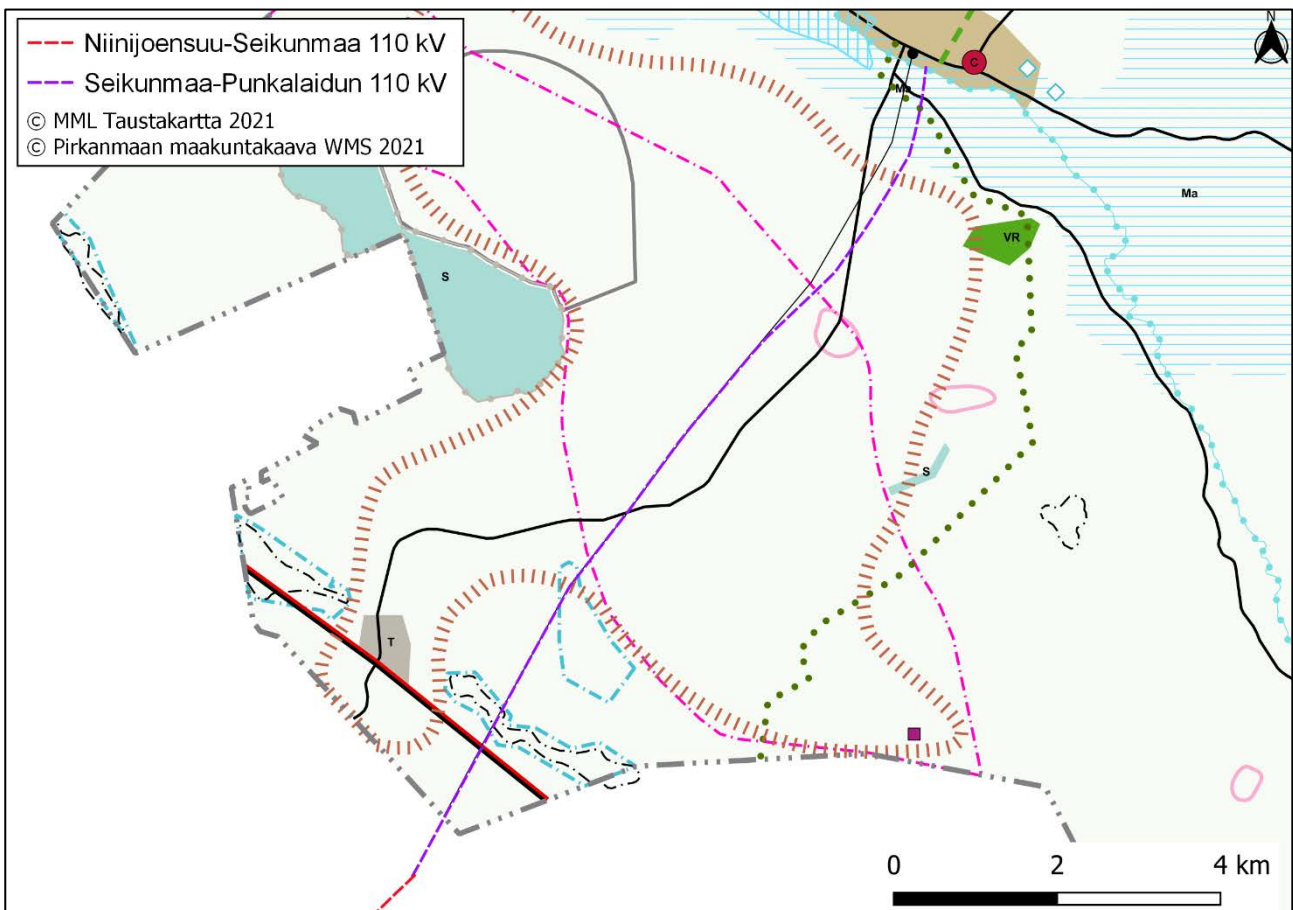 Niinijoensuu-Seikunmaa 110 kV
Seikunmaa-Punkalaidun 110 kV
© MML Taustakartta 2021
© Pirkanmaan maakuntakaava WMS 2021
N
C
Ma
Ma
VR
S
S
T
0 2 4 km